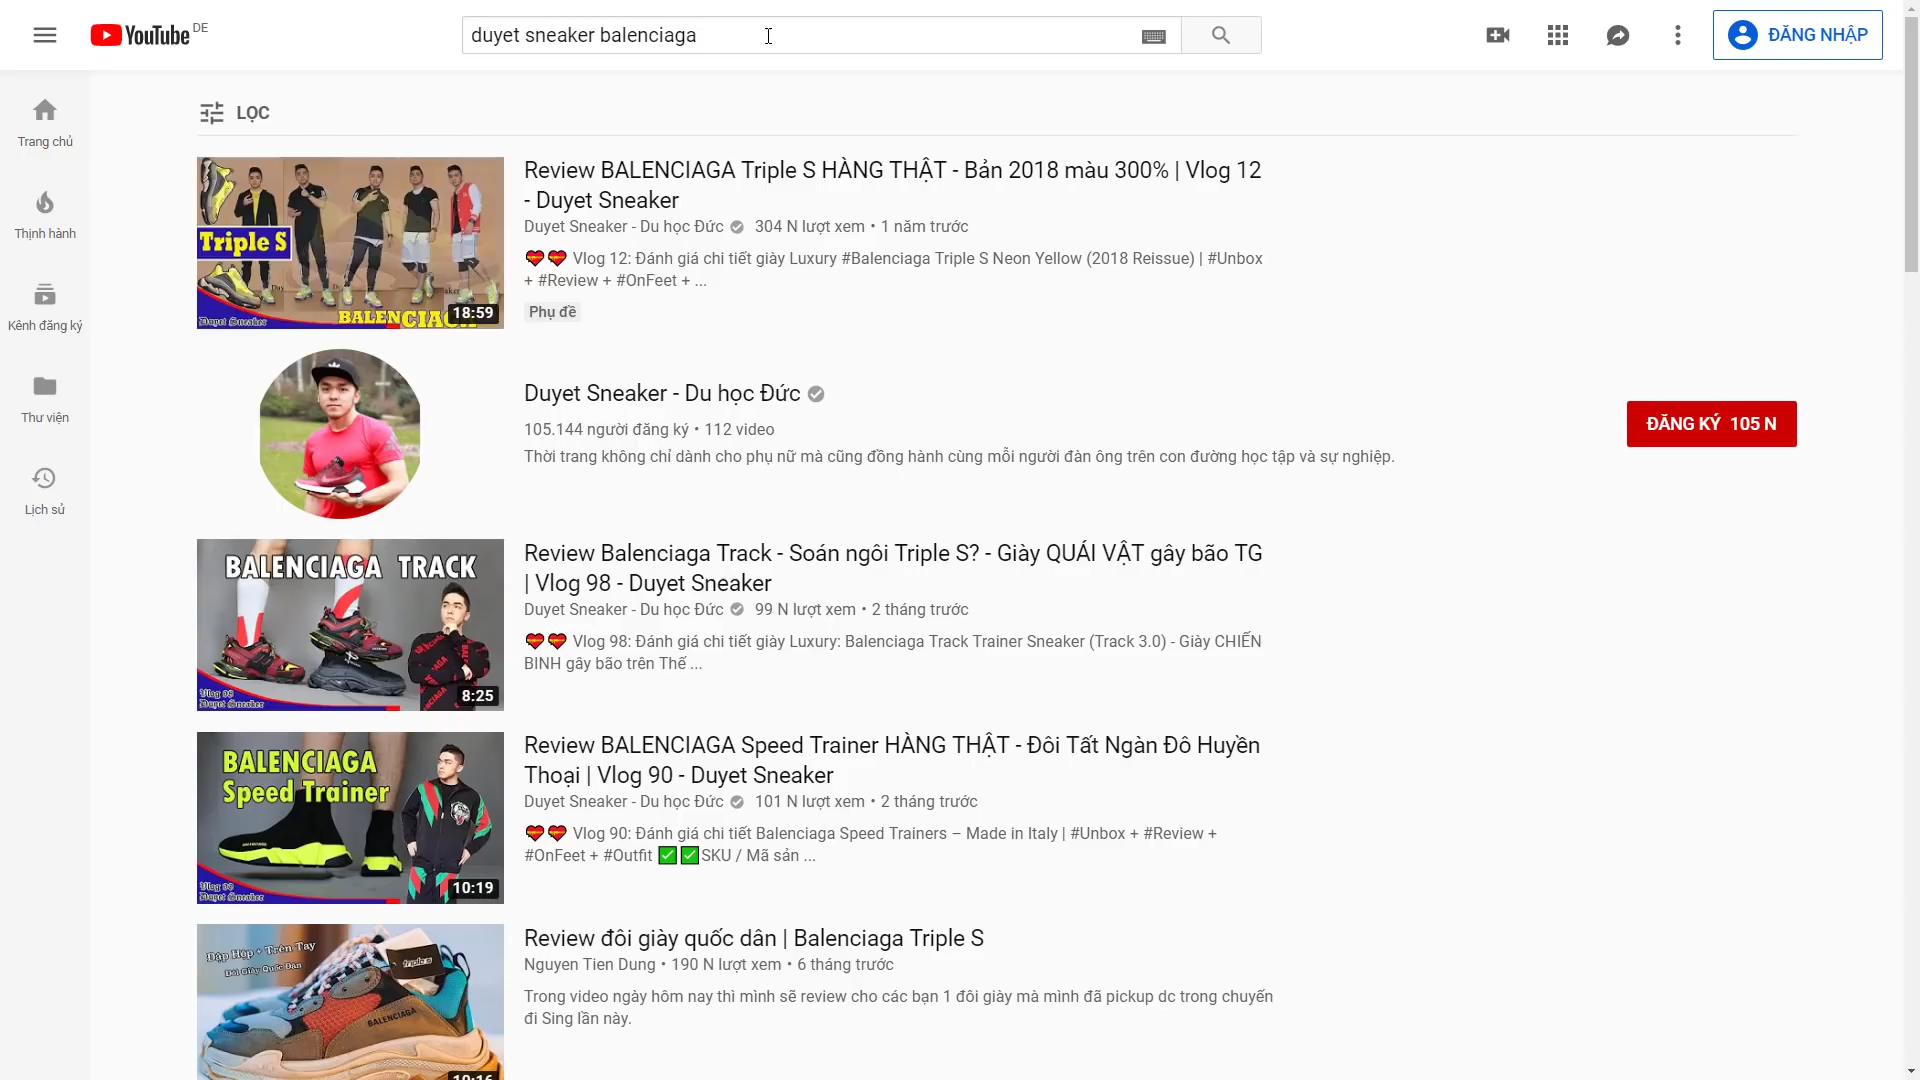 YouTube DE
duyet sneaker balenciaga
ĐĂNG NHẬP
Trang chủ
Thịnh hành
Kênh đăng ký
Thư viện
Lịch sử
LỌC
Triple S
BALENCIAGA
Duyet Sneaker
18:59
Review BALENCIAGA Triple S HÀNG THẬT - Bản 2018 màu 300% | Vlog 12
- Duyet Sneaker
Duyet Sneaker - Du học Đức 304 N lượt xem • 1 năm trước
Vlog 12: Đánh giá chi tiết giày Luxury #Balenciaga Triple S Neon Yellow (2018 Reissue) | #Unbox
+ #Review + #OnFeet + ...
Phụ đề
Duyet Sneaker - Du học Đức
105.144 người đăng ký • 112 video
Thời trang không chỉ dành cho phụ nữ mà cũng đồng hành cùng mỗi người đàn ông trên con đường học tập và sự nghiệp.
ĐĂNG KÝ 105 N
BALENCIAGA TRACK
Vlog 98
Duyet Sneaker
8:25
Review Balenciaga Track - Soán ngôi Triple S? - Giày QUÁI VẬT gây bão TG
| Vlog 98 - Duyet Sneaker
Duyet Sneaker - Du học Đức 99 N lượt xem • 2 tháng trước
Vlog 98: Đánh giá chi tiết giày Luxury: Balenciaga Track Trainer Sneaker (Track 3.0) - Giày CHIẾN
BINH gây bão trên Thế ...
BALENCIAGA
Speed Trainer
Vlog 90
Duyet Sneaker
10:19
Review BALENCIAGA Speed Trainer HÀNG THẬT - Đôi Tất Ngàn Đô Huyền
Thoại | Vlog 90 - Duyet Sneaker
Duyet Sneaker - Du học Đức 101 N lượt xem • 2 tháng trước
Vlog 90: Đánh giá chi tiết Balenciaga Speed Trainers – Made in Italy | #Unbox + #Review +
#OnFeet + #Outfit ✅✅SKU / Mã sản ...
Đập Hộp + Trên Tay
Đôi Giày Quốc Dân
triple s
BALENCIAGA
10:16
Review đôi giày quốc dân | Balenciaga Triple S
Nguyen Tien Dung • 190 N lượt xem • 6 tháng trước
Trong video ngày hôm nay thì mình sẽ review cho các bạn 1 đôi giày mà mình đã pickup dc trong chuyến
đi Sing lần này.